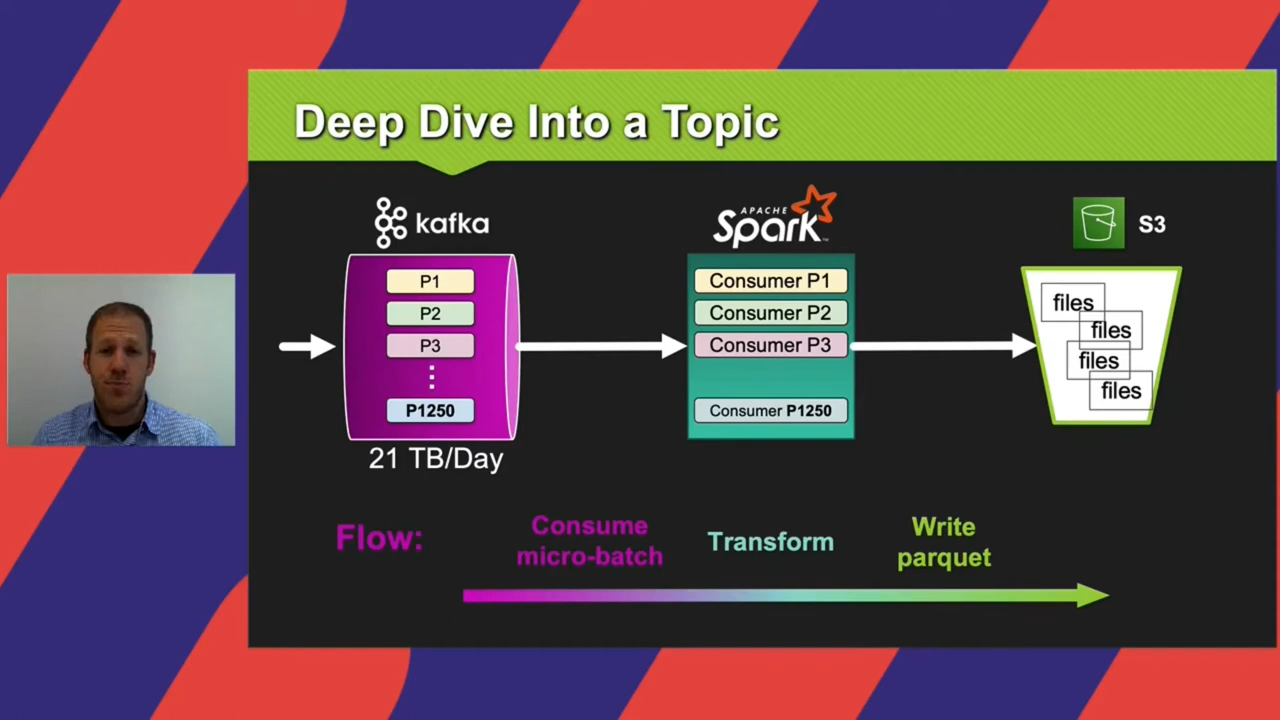 Deep Dive Into a Topic
kafka
APACHE
Spark
S3
P1
P2
P3
P1250
21 TB/Day
Consumer P1
Consumer P2
Consumer P3
Consumer P1250
files
files
files
files
Flow:
Consume
micro-batch
Transform
Write
parquet